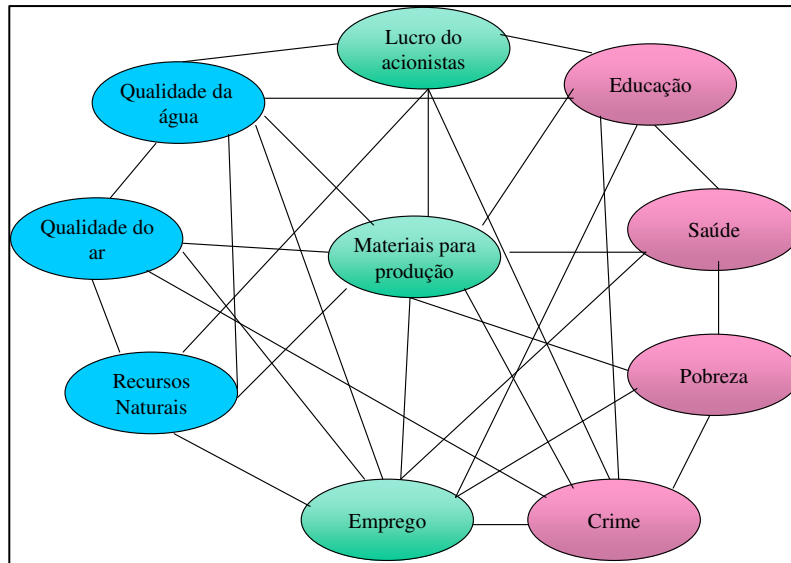 Lucro do
acionistas
Qualidade da
água
Educação
Qualidade do
ar
Materiais para
produção
Saúde
Recursos
Naturais
Pobreza
Emprego
Crime